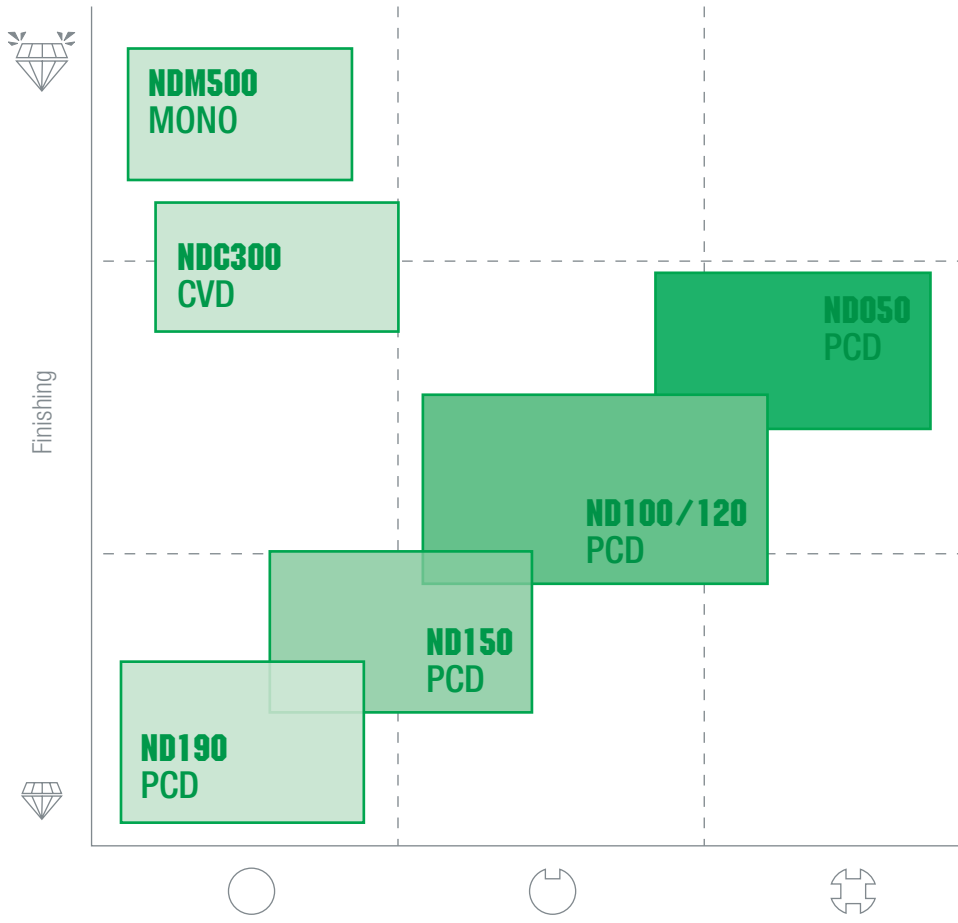 NDM500
MONO
NDC300
CVD
ND050
PCD
Finishing
ND100/120
PCD
ND150
PCD
ND190
PCD